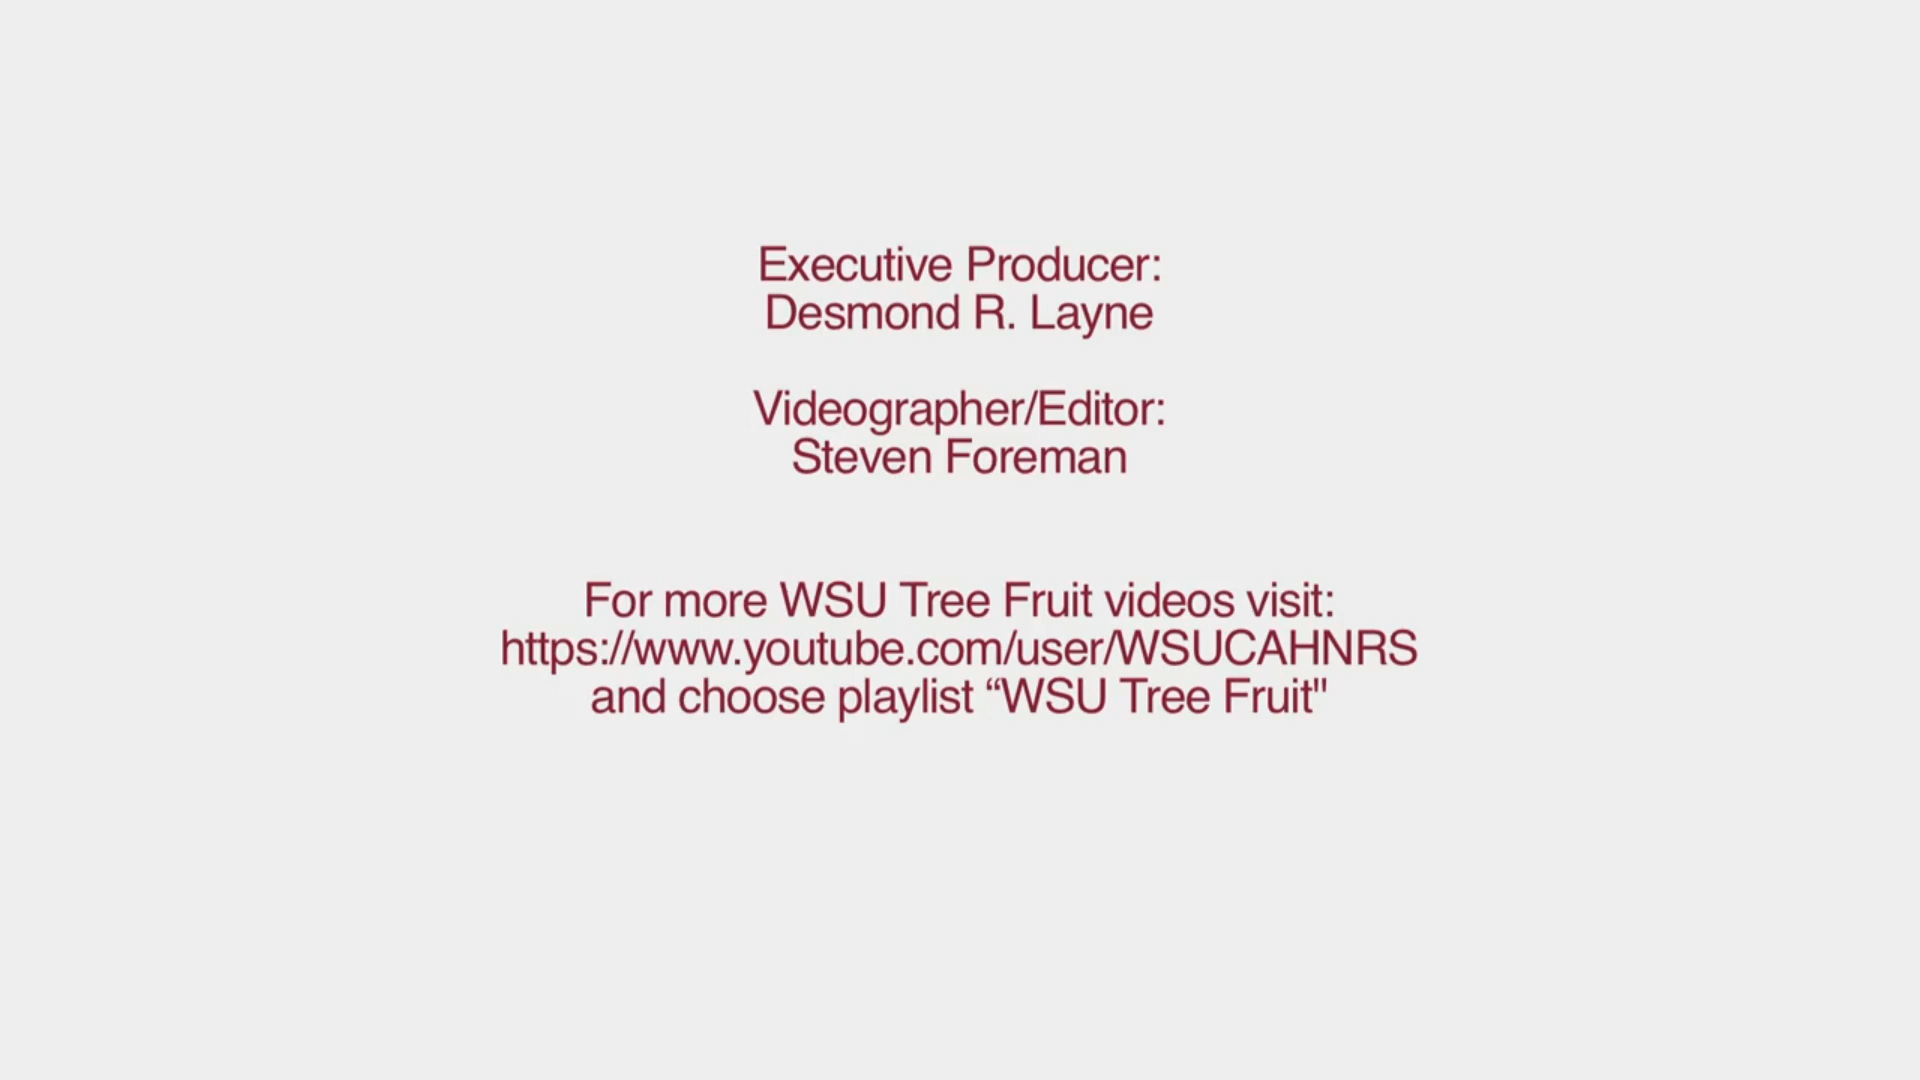 Executive Producer:
Desmond R. Layne
Videographer/Editor:
Steven Foreman
For more WSU Tree Fruit videos visit:
https://www.youtube.com/user/WSUCAHNRS
and choose playlist “WSU Tree Fruit"